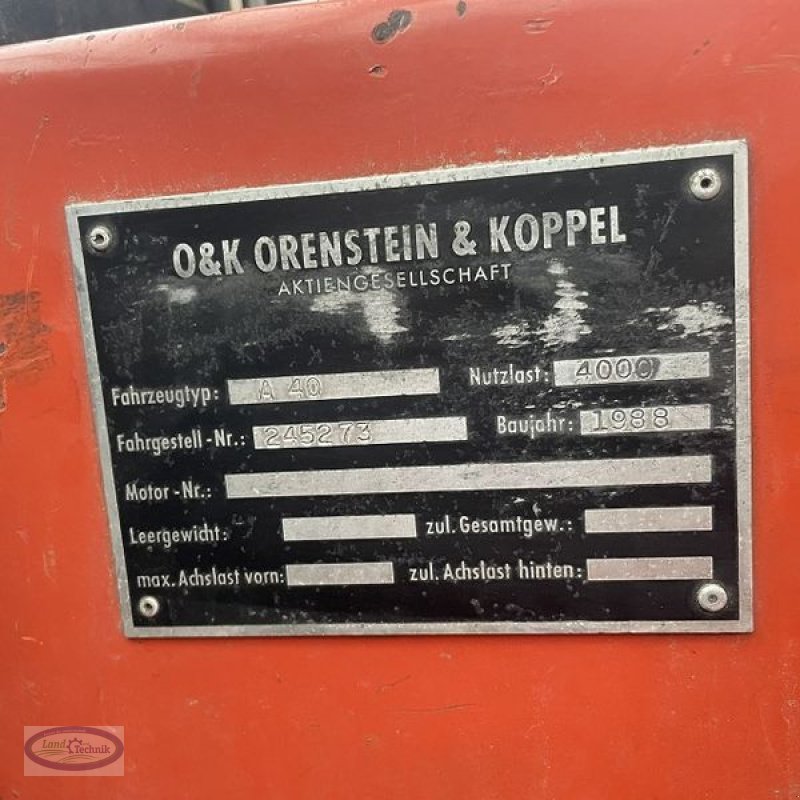 O&K ORENSTEIN & KOPPEL
AKTIENGESELLSCHAFT
Fahrzeugtyp: A 40 Nutzlast: 4000
Fahrgestell-Nr.: 245273 Baujahr: 1988
Motor-Nr.:
Leergewicht: zul. Gesamtgew.:
max. Achslast vorn: zul. Achslast hinten:
Land
Technik